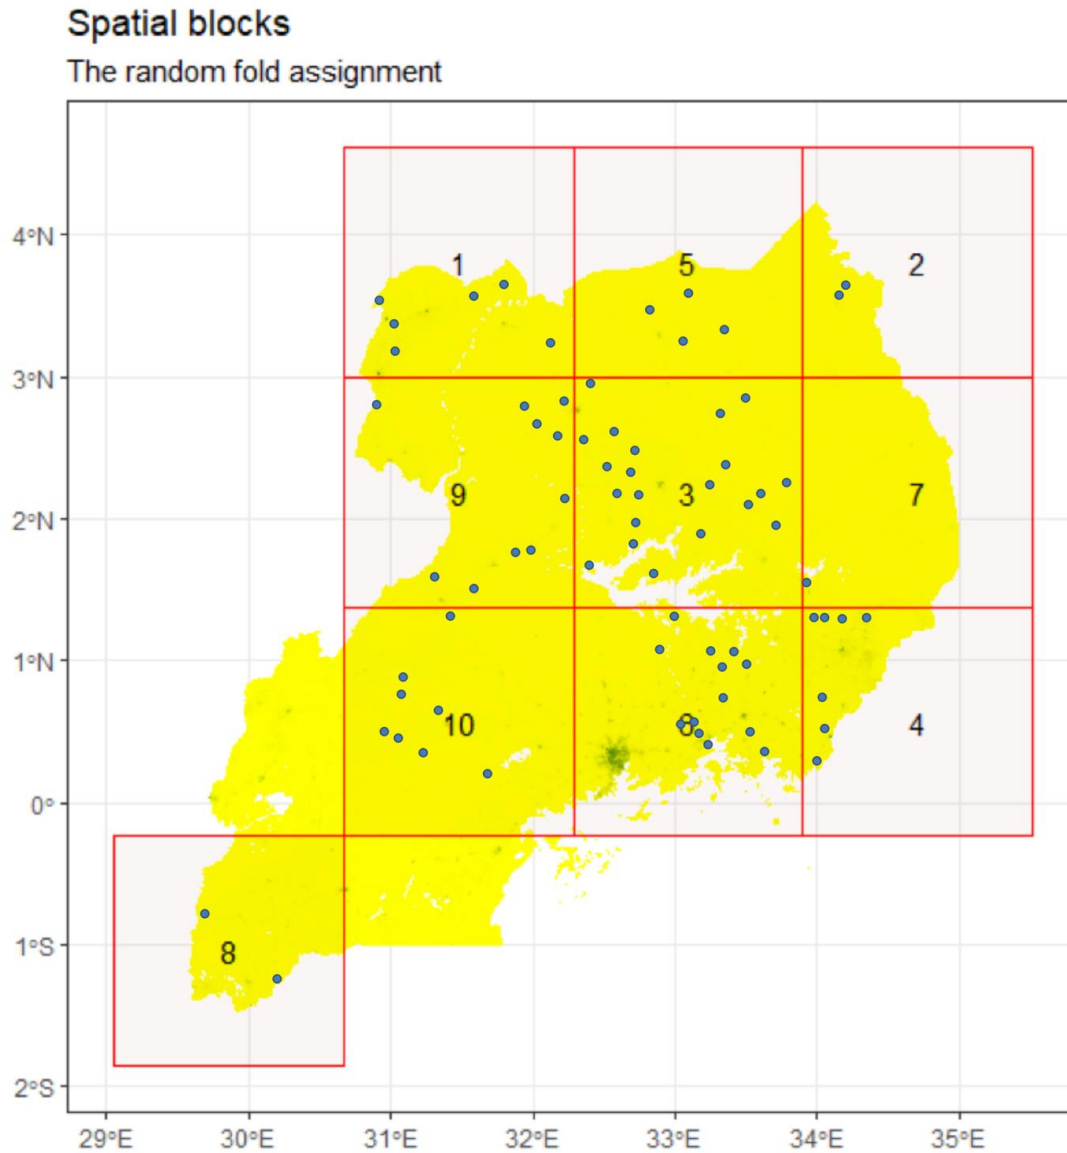 Spatial blocks
The random fold assignment
4°N
1 5 2
3°N
9 3 7
2°N
1°N
10 6 4
0°
1°S
8
2°S
29°E 30°E 31°E 32°E 33°E 34°E 35°E